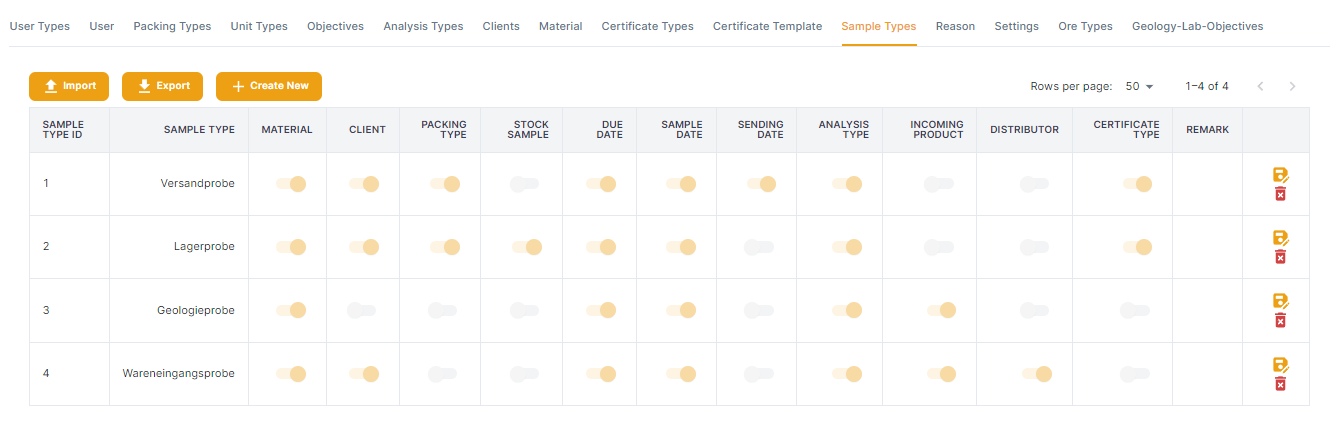 User Types User Packing Types Unit Types Objectives Analysis Types Clients Material Certificate Types Certificate Template Sample Types Reason Settings Ore Types Geology-Lab-Objectives
Import Export Create New Rows per page: 50 1–4 of 4
SAMPLE TYPE ID SAMPLE TYPE MATERIAL CLIENT PACKING TYPE STOCK SAMPLE DUE DATE SAMPLE DATE SENDING DATE ANALYSIS TYPE INCOMING PRODUCT DISTRIBUTOR CERTIFICATE TYPE REMARK
1 Versandprobe
2 Lagerprobe
3 Geologieprobe
4 Wareneingangsprobe